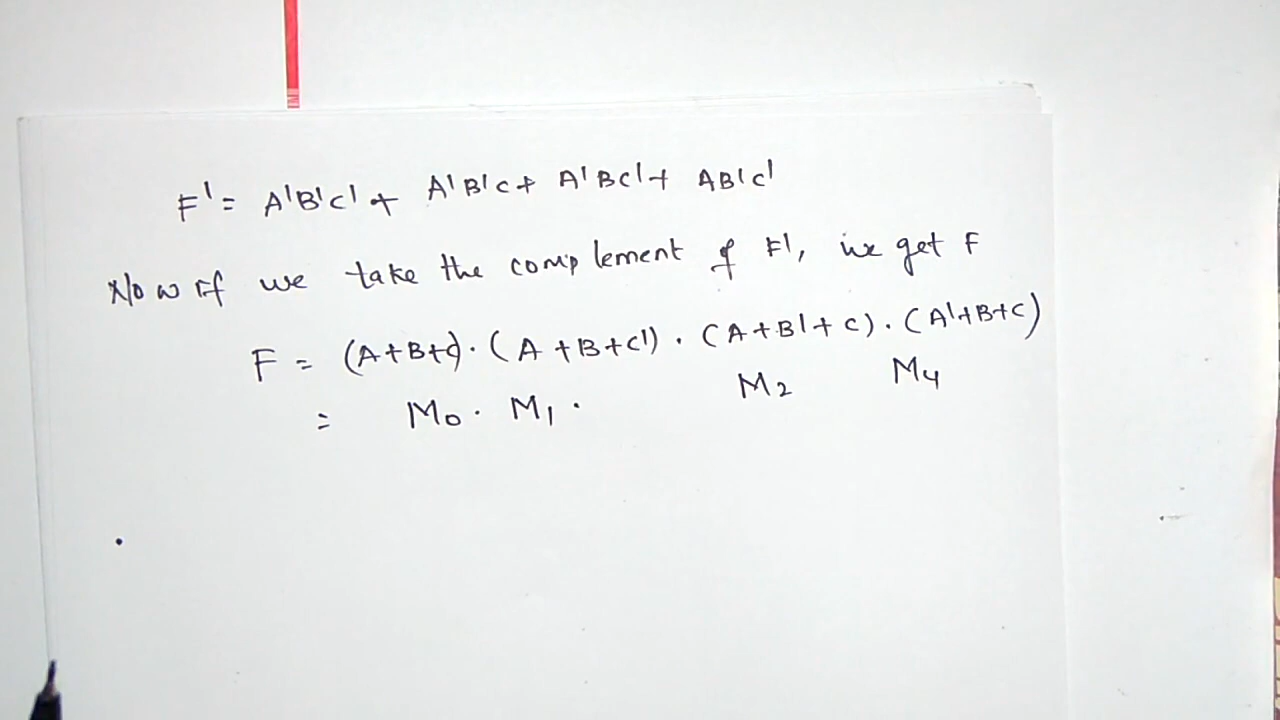 F' = A'B'C' + A'B'C + A'BC' + AB'C'
Now if we take the complement of F', we get F
F = (A+B+C) · (A+B+C') · (A+B'+C) · (A'+B+C)
= M0 · M1 · M2 M4